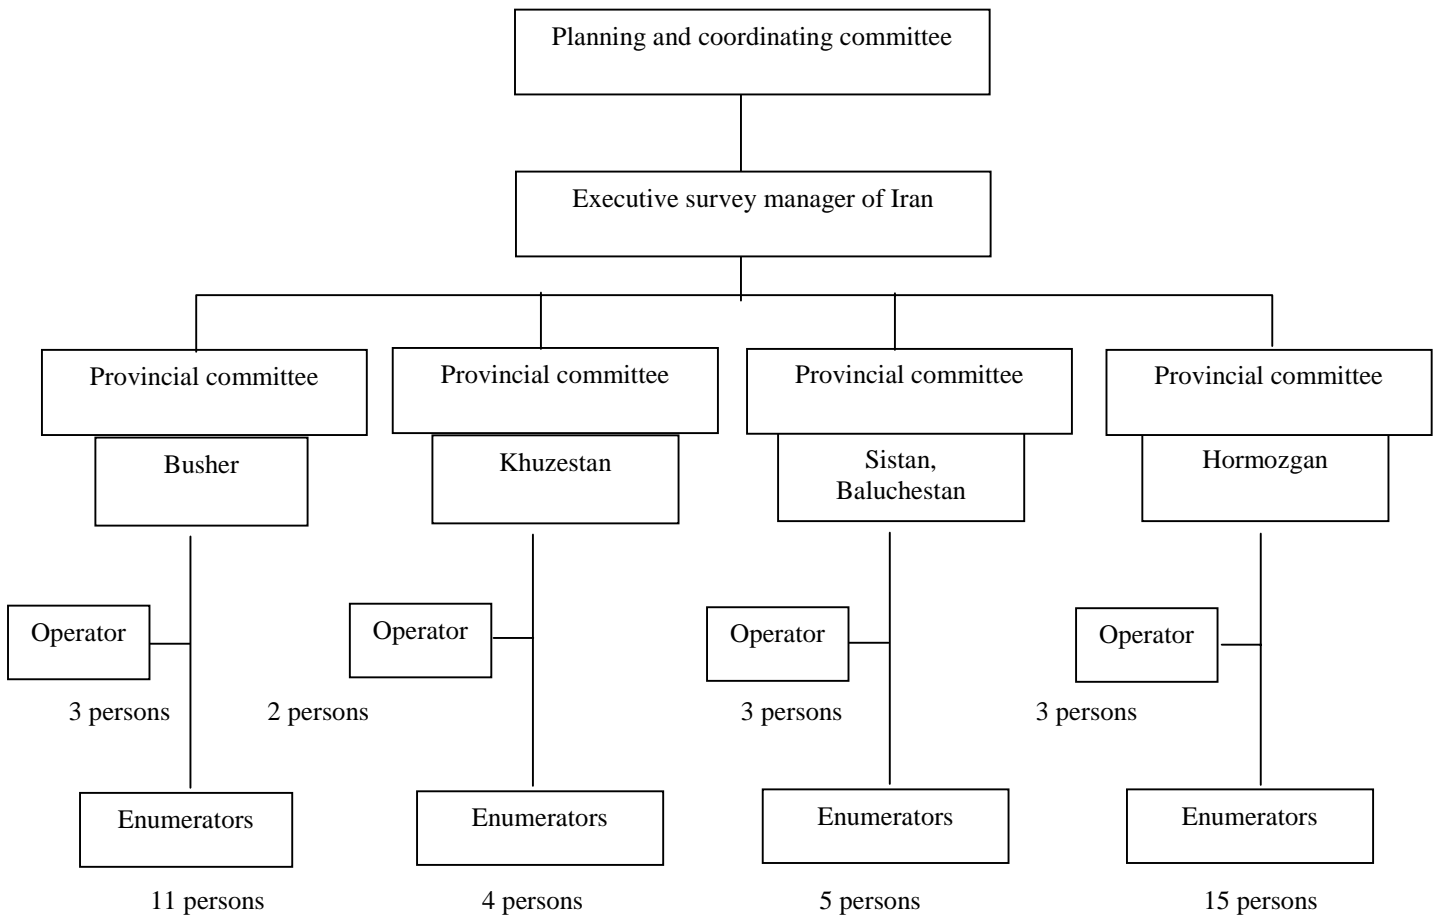 Planning and coordinating committee
Executive survey manager of Iran
Provincial committee
Provincial committee
Provincial committee
Provincial committee
Busher
Khuzestan
Sistan,
Baluchestan
Hormozgan
Operator
Operator
Operator
Operator
3 persons
2 persons
3 persons
3 persons
Enumerators
Enumerators
Enumerators
Enumerators
11 persons
4 persons
5 persons
15 persons